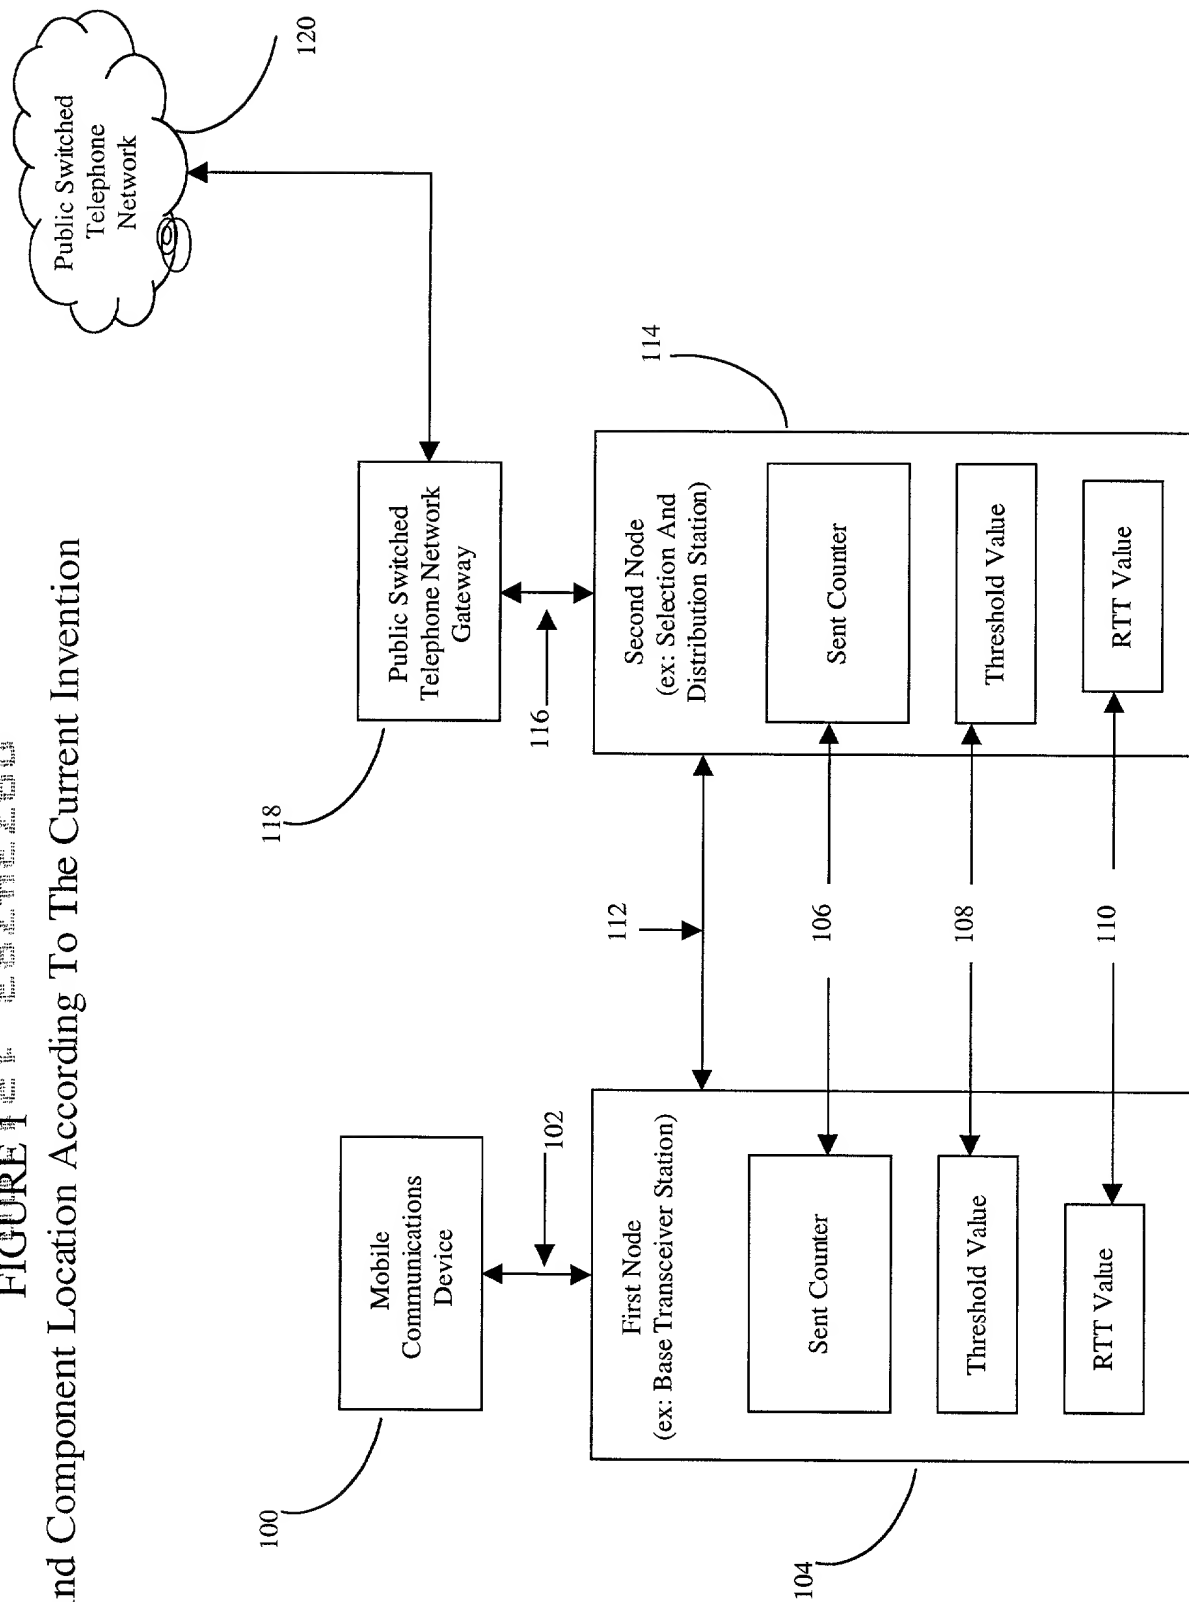 FIGURE 1
nd Component Location According To The Current Invention
Public Switched
Telephone
Network
120
Public Switched
Telephone Network
Gateway
118
116
114
Mobile
Communications
Device
100
102
112
First Node
(ex: Base Transceiver Station)
Sent Counter
Threshold Value
RTT Value
104
106
108
110
Second Node
(ex: Selection And
Distribution Station)
Sent Counter
Threshold Value
RTT Value